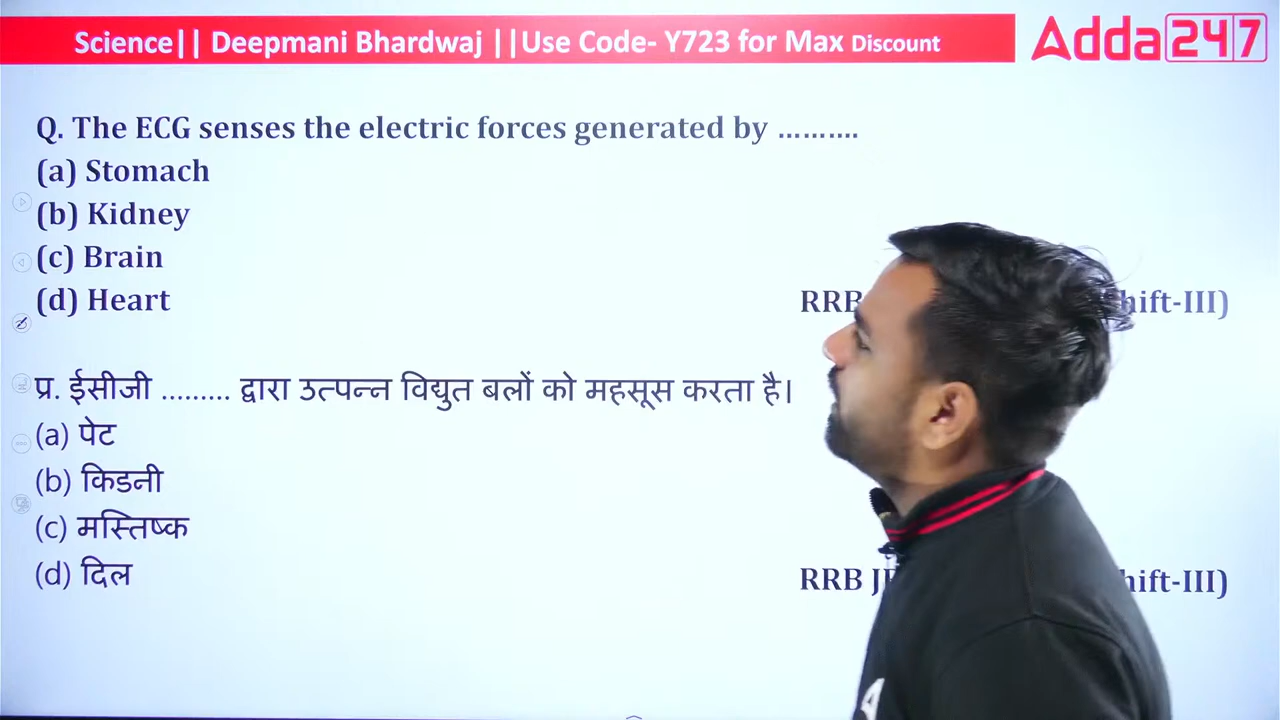 Science|| Deepmani Bhardwaj ||Use Code- Y723 for Max Discount
Adda247
Q. The ECG senses the electric forces generated by ..........
(a) Stomach
(b) Kidney
(c) Brain
(d) Heart
RRB hift-III)
प्र. ईसीजी ......... द्वारा उत्पन्न विद्युत बलों को महसूस करता है।
(a) पेट
(b) किडनी
(c) मस्तिष्क
(d) दिल
RRB hift-III)